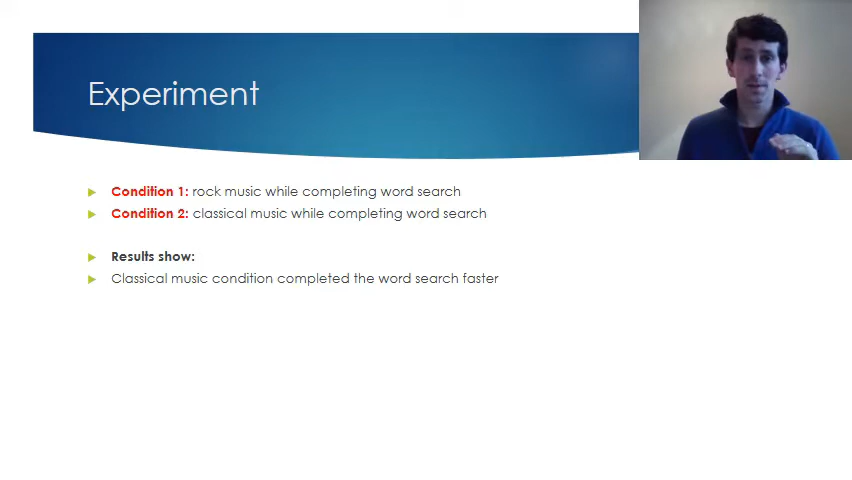 Experiment
Condition 1: rock music while completing word search
Condition 2: classical music while completing word search
Results show:
Classical music condition completed the word search faster